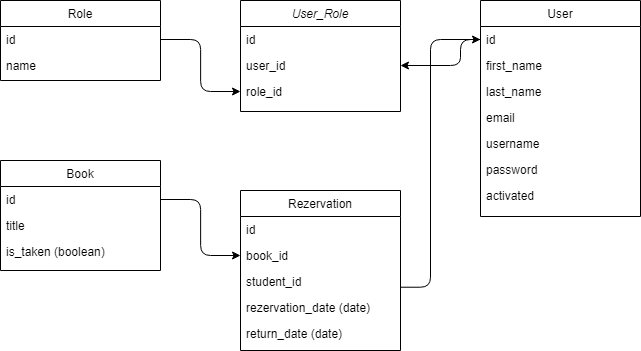 Role
id
name
User_Role
id
user_id
role_id
User
id
first_name
last_name
email
username
password
activated
Book
id
title
is_taken (boolean)
Rezervation
id
book_id
student_id
rezervation_date (date)
return_date (date)